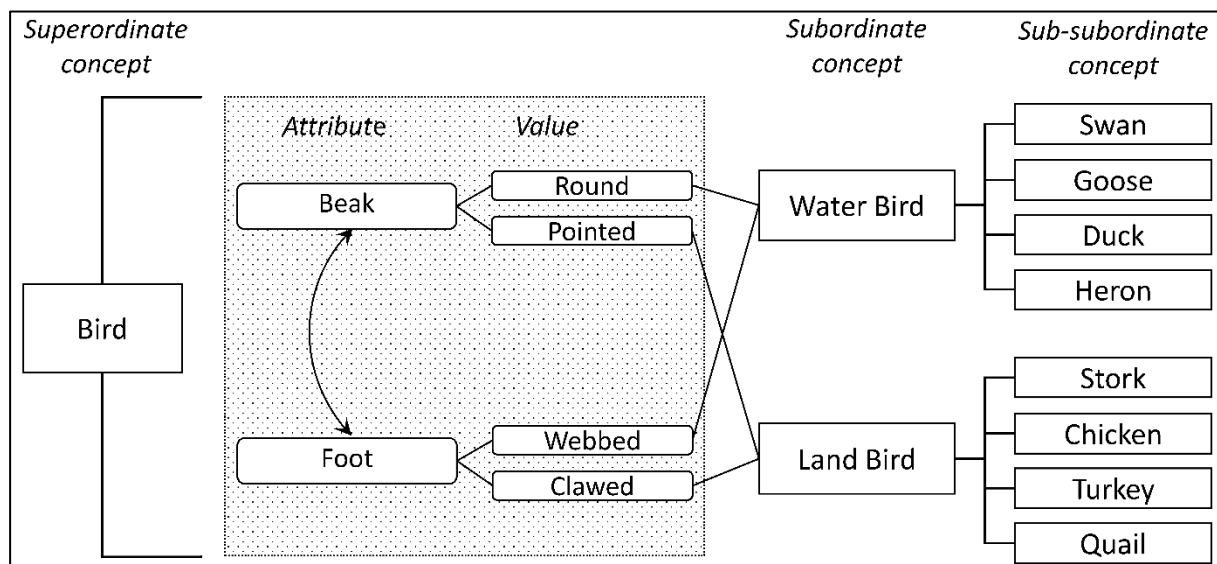 Superordinate
concept
Subordinate
concept
Sub-subordinate
concept
Attribute
Value
Beak
Round
Pointed
Bird
Foot
Webbed
Clawed
Water Bird
Land Bird
Swan
Goose
Duck
Heron
Stork
Chicken
Turkey
Quail